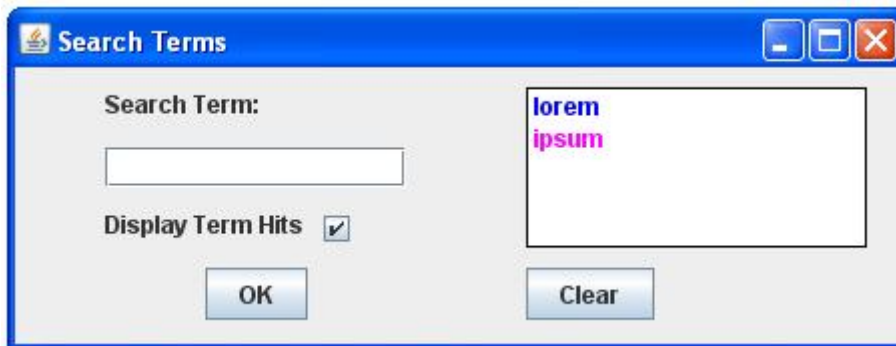 Search Terms
Search Term:
Display Term Hits
OK
lorem
ipsum
Clear